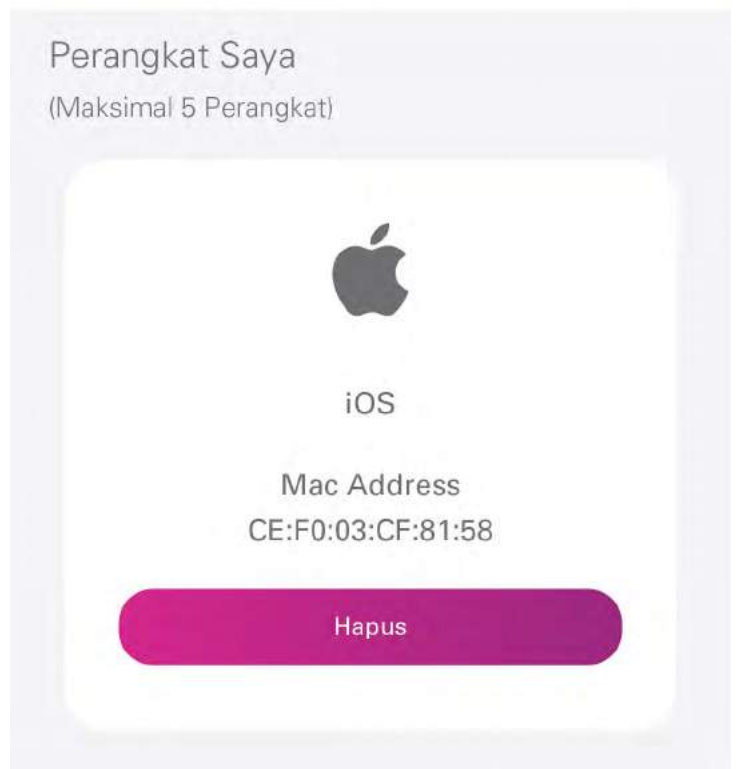 Perangkat Saya
(Maksimal 5 Perangkat)
iOS
Mac Address
CE:F0:03:CF:81:58
Hapus